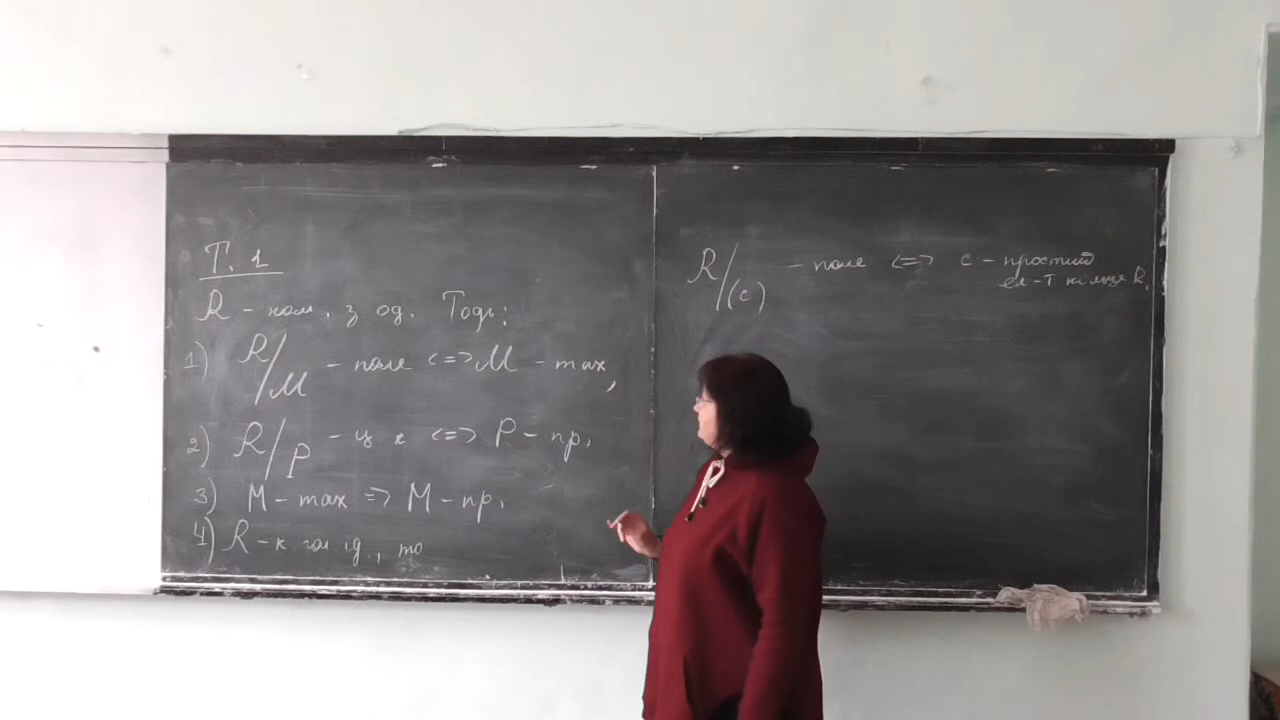 Т. 1
R - ком. з од. Тоді:
1) R/M - поле <=> M - max,
2) R/P - ц к <=> P - пр.
3) M - max => M - пр.
4) R - к гол ід., то
R/(c) - поле <=> c - простий
ел-т кільця R.